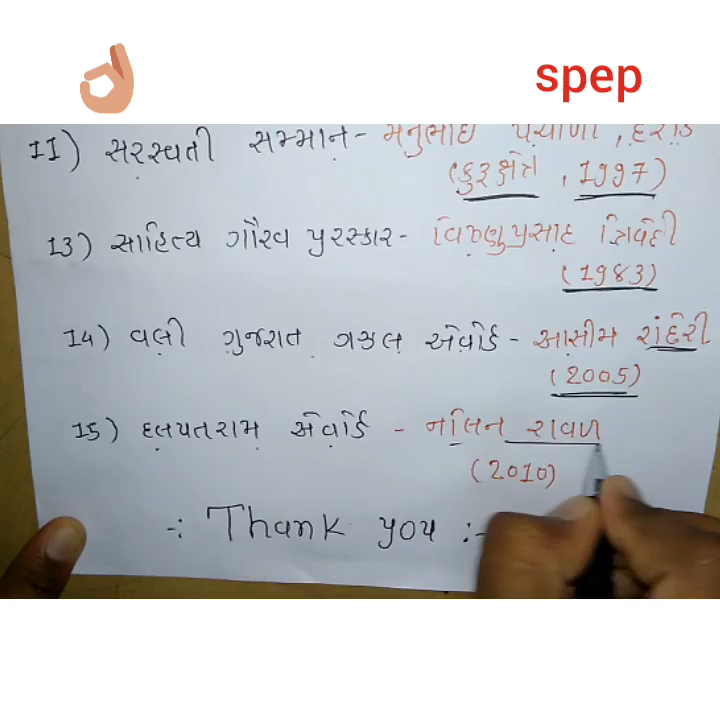 spep
11) સરસ્વતી સમ્માન - મનુભાઇ પંચોળી, દર્શક
(કુરુક્ષેત્ર, 1997)
13) સાહિત્ય ગૌરવ પુરસ્કાર - વિષ્ણુપ્રસાદ ત્રિવેદી
(1983)
14) વલી ગુજરાત ગઝલ એવોર્ડ - આસીમ રાંદેરી
(2005)
15) દલપતરામ એવોર્ડ - નલિન રાવળ
(2010)
-: Thank you :-